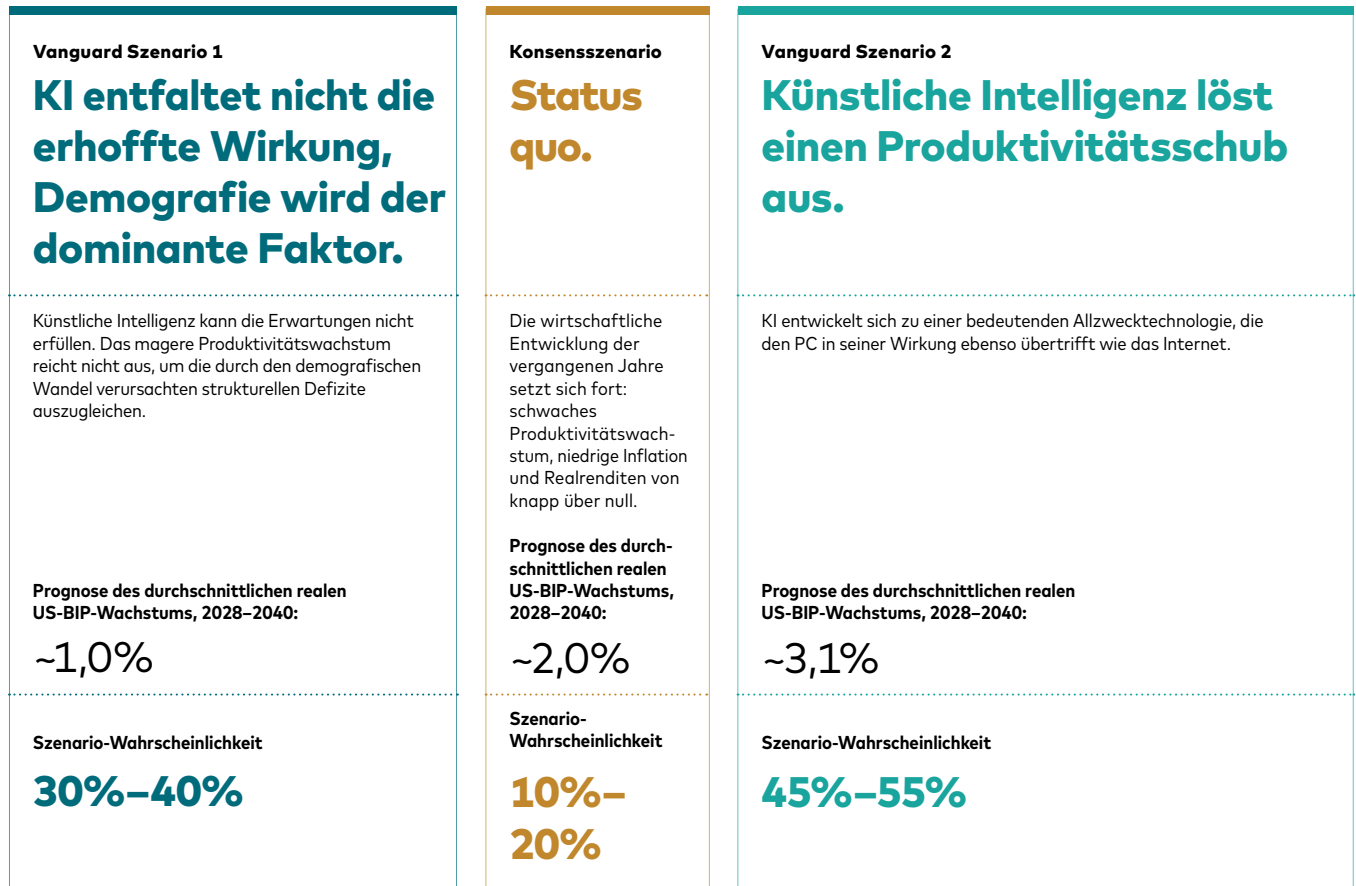 Vanguard Szenario 1
KI entfaltet nicht die
erhoffte Wirkung,
Demografie wird der
dominante Faktor.
Künstliche Intelligenz kann die Erwartungen nicht
erfüllen. Das magere Produktivitätswachstum
reicht nicht aus, um die durch den demografischen
Wandel verursachten strukturellen Defizite
auszugleichen.
Prognose des durchschnittlichen realen
US-BIP-Wachstums, 2028–2040:
~1,0%
Szenario-Wahrscheinlichkeit
30%–40%
Konsensszenario
Status
quo.
Die wirtschaftliche
Entwicklung der
vergangenen Jahre
setzt sich fort:
schwaches
Produktivitätswach-
stum, niedrige Inflation
und Realrenditen von
knapp über null.
Prognose des durch-
schnittlichen realen
US-BIP-Wachstums,
2028–2040:
~2,0%
Szenario-
Wahrscheinlichkeit
10%–
20%
Vanguard Szenario 2
Künstliche Intelligenz löst
einen Produktivitätsschub
aus.
KI entwickelt sich zu einer bedeutenden Allzwecktechnologie, die
den PC in seiner Wirkung ebenso übertrifft wie das Internet.
Prognose des durchschnittlichen realen
US-BIP-Wachstums, 2028–2040:
~3,1%
Szenario-Wahrscheinlichkeit
45%–55%